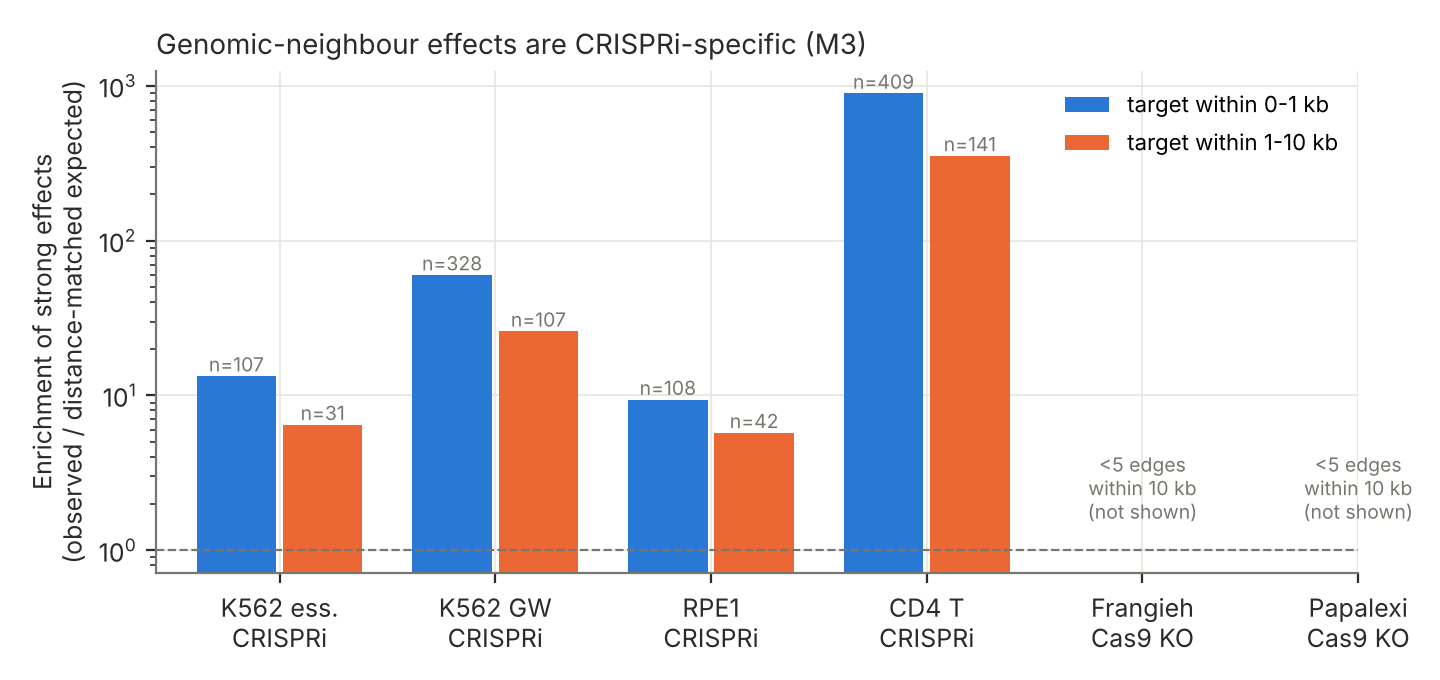 Genomic-neighbour effects are CRISPRi-specific (M3)
Enrichment of strong effects
(observed / distance-matched expected)
10³
10²
10¹
10⁰
target within 0-1 kb
target within 1-10 kb
n=107
n=31
n=328
n=107
n=108
n=42
n=409
n=141
<5 edges
within 10 kb
(not shown)
<5 edges
within 10 kb
(not shown)
K562 ess.
CRISPRi
K562 GW
CRISPRi
RPE1
CRISPRi
CD4 T
CRISPRi
Frangieh
Cas9 KO
Papalexi
Cas9 KO